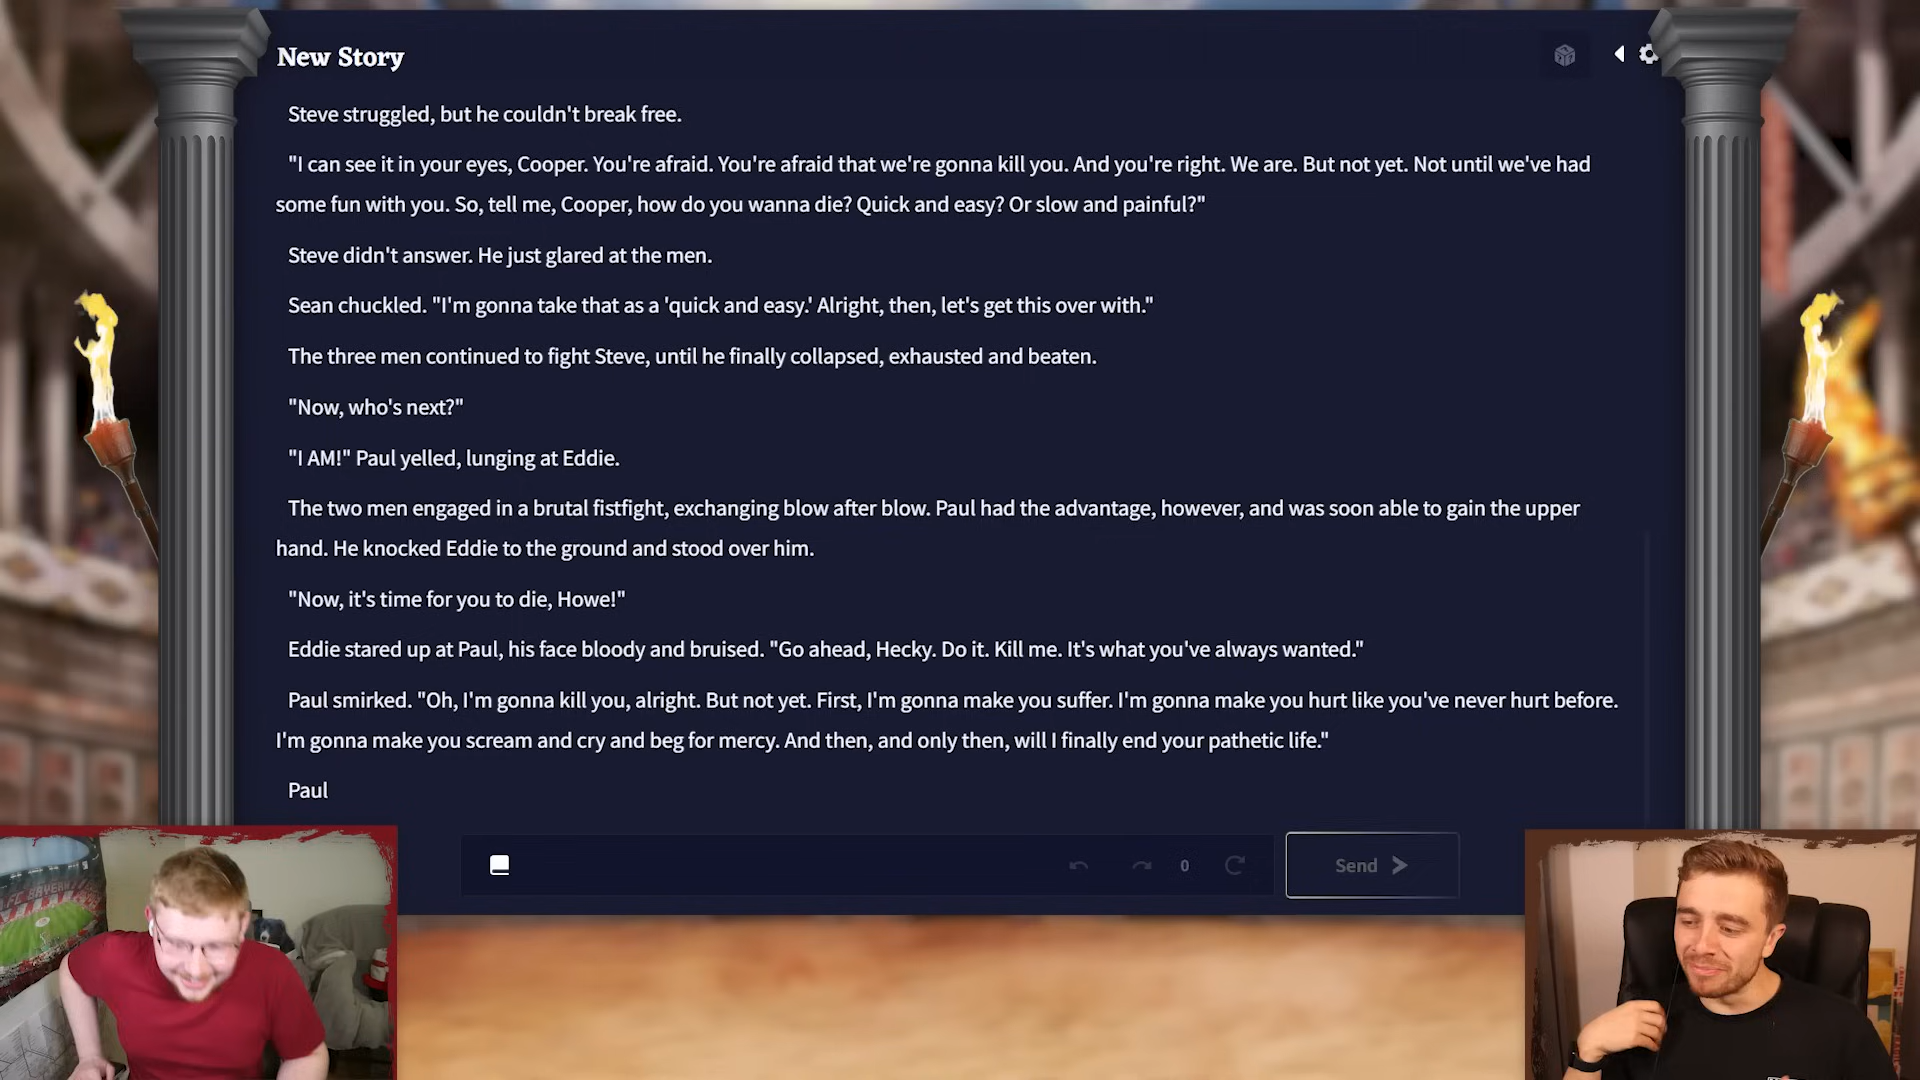 New Story
Steve struggled, but he couldn't break free.
"I can see it in your eyes, Cooper. You're afraid. You're afraid that we're gonna kill you. And you're right. We are. But not yet. Not until we've had
some fun with you. So, tell me, Cooper, how do you wanna die? Quick and easy? Or slow and painful?"
Steve didn't answer. He just glared at the men.
Sean chuckled. "I'm gonna take that as a 'quick and easy.' Alright, then, let's get this over with."
The three men continued to fight Steve, until he finally collapsed, exhausted and beaten.
"Now, who's next?"
"I AM!" Paul yelled, lunging at Eddie.
The two men engaged in a brutal fistfight, exchanging blow after blow. Paul had the advantage, however, and was soon able to gain the upper
hand. He knocked Eddie to the ground and stood over him.
"Now, it's time for you to die, Howe!"
Eddie stared up at Paul, his face bloody and bruised. "Go ahead, Hecky. Do it. Kill me. It's what you've always wanted."
Paul smirked. "Oh, I'm gonna kill you, alright. But not yet. First, I'm gonna make you suffer. I'm gonna make you hurt like you've never hurt before.
I'm gonna make you scream and cry and beg for mercy. And then, and only then, will I finally end your pathetic life."
Paul
0
Send